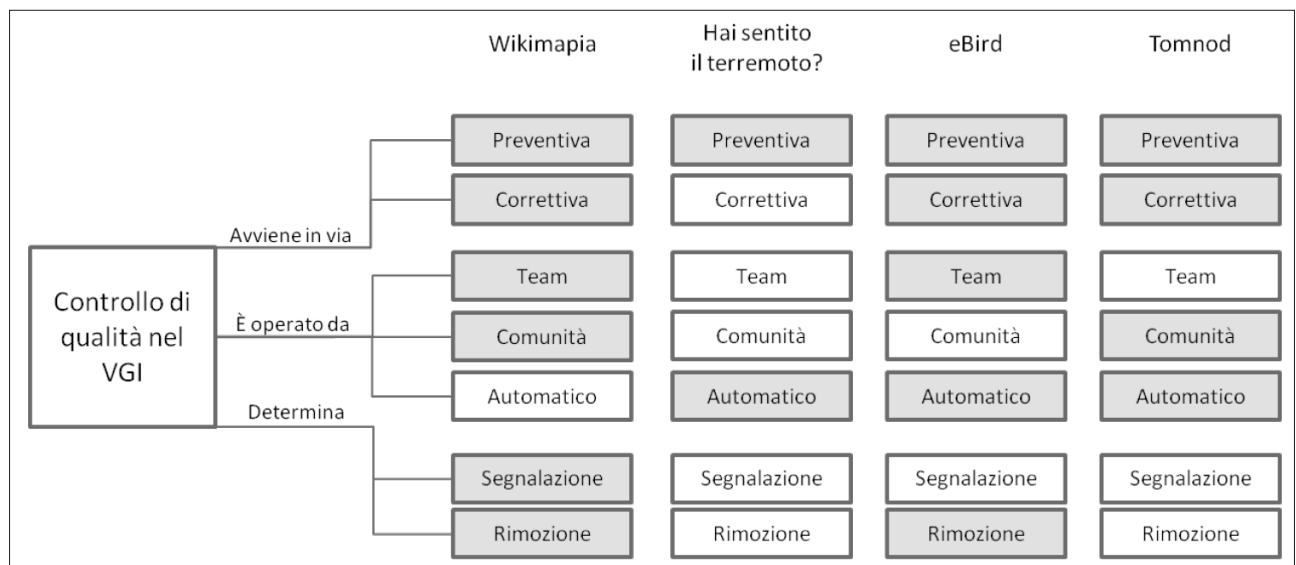 Wikimapia
Hai sentito
il terremoto?
eBird
Tomnod
Preventiva
Preventiva
Preventiva
Preventiva
Correttiva
Correttiva
Correttiva
Correttiva
Avviene in via
Controllo di
qualità nel
VGI
Team
Team
Team
Team
È operato da
Comunità
Comunità
Comunità
Comunità
Automatico
Automatico
Automatico
Automatico
Determina
Segnalazione
Segnalazione
Segnalazione
Segnalazione
Rimozione
Rimozione
Rimozione
Rimozione